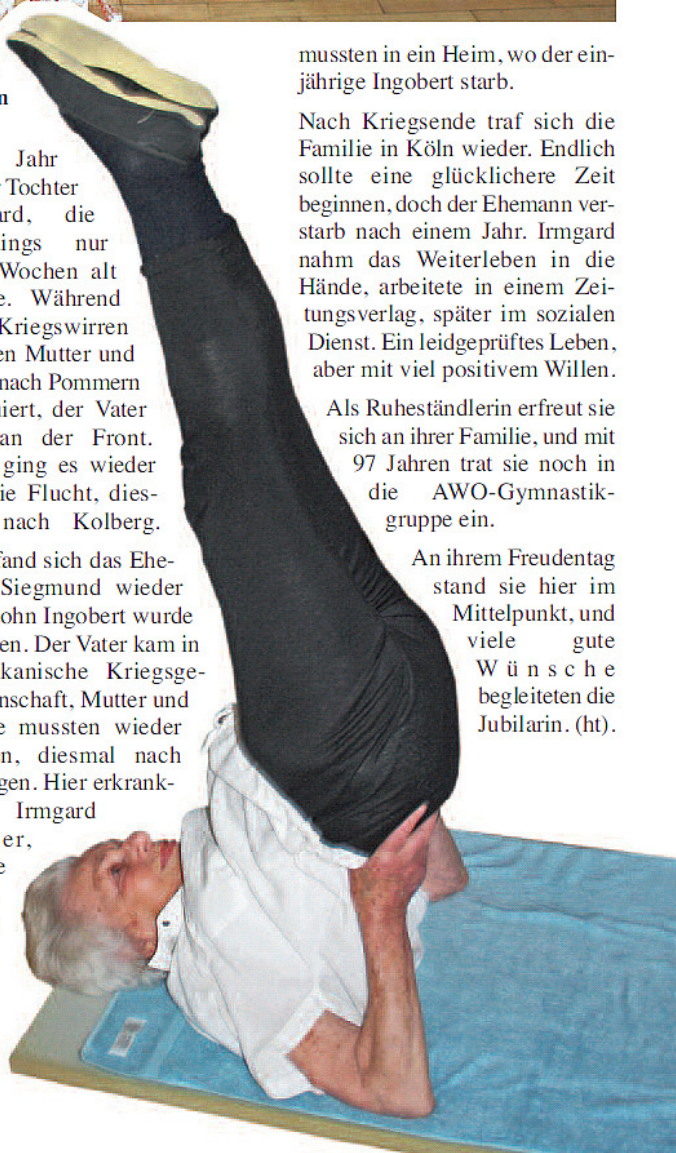 n
Jahr
Tochter
ard, die
ings nur
Wochen alt
e. Während
Kriegswirren
en Mutter und
nach Pommern
iert, der Vater
an der Front.
ging es wieder
ie Flucht, dies-
nach Kolberg.
fand sich das Ehe-
Siegmund wieder
ohn Ingobert wurde
en. Der Vater kam in
kanische Kriegsge-
nschaft, Mutter und
e mussten wieder
n, diesmal nach
gen. Hier erkrank-
Irmgard
er,
e
mussten in ein Heim, wo der ein-
jährige Ingobert starb.
Nach Kriegsende traf sich die
Familie in Köln wieder. Endlich
sollte eine glücklichere Zeit
beginnen, doch der Ehemann ver-
starb nach einem Jahr. Irmgard
nahm das Weiterleben in die
Hände, arbeitete in einem Zei-
tungsverlag, später im sozialen
Dienst. Ein leidgeprüftes Leben,
aber mit viel positivem Willen.
Als Ruheständlerin erfreut sie
sich an ihrer Familie, und mit
97 Jahren trat sie noch in
die AWO-Gymnastik-
gruppe ein.
An ihrem Freudentag
stand sie hier im
Mittelpunkt, und
viele gute
Wünsche
begleiteten die
Jubilarin. (ht).